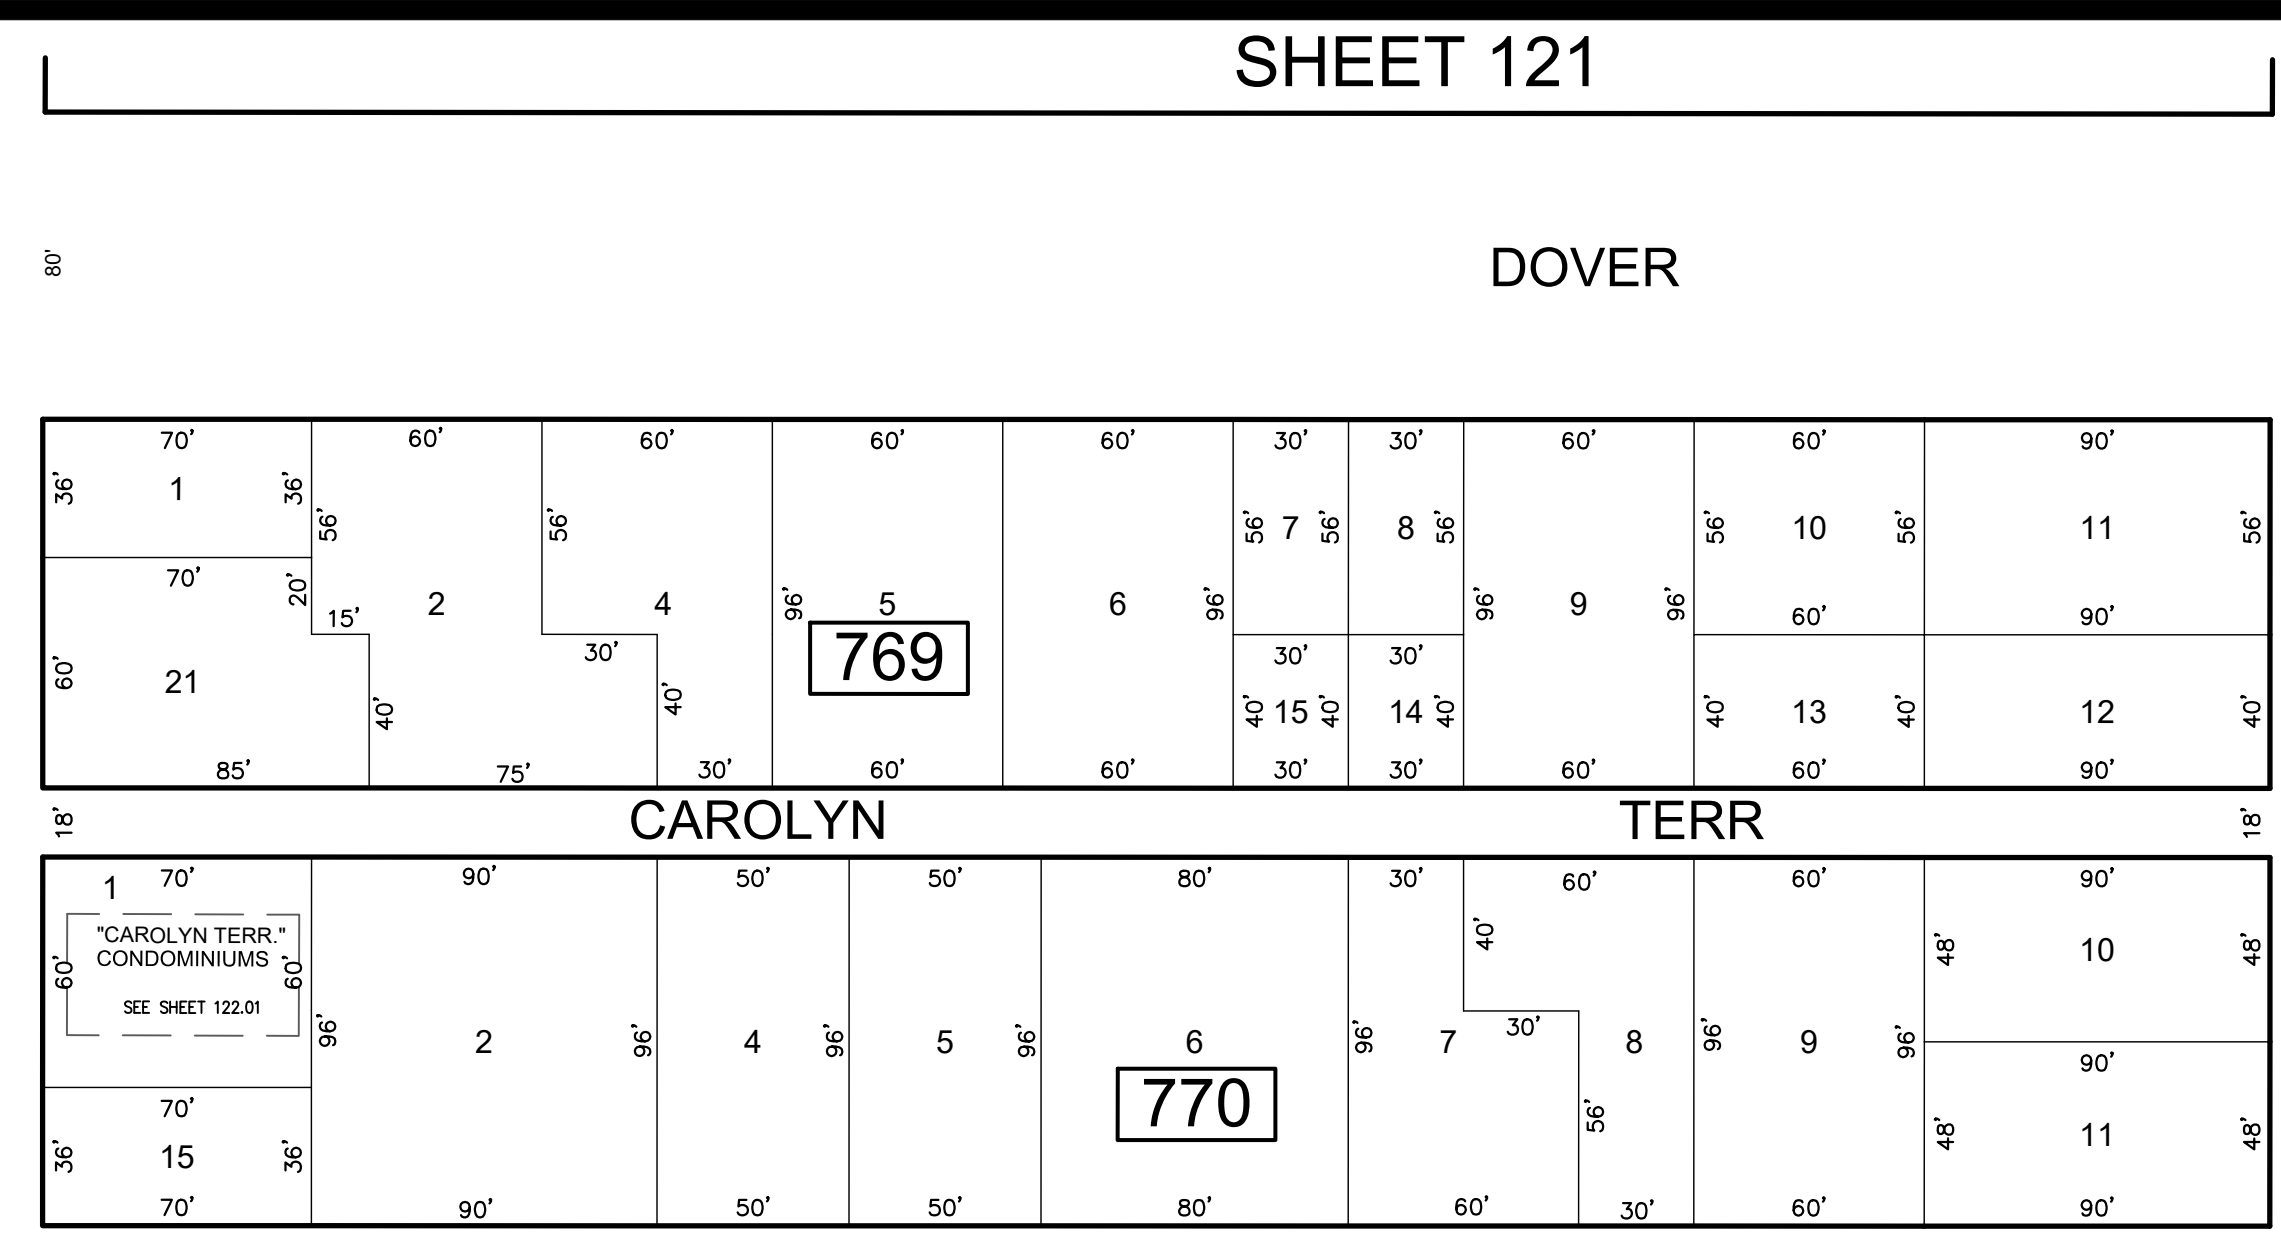 SHEET 121
80'
DOVER
70' 60' 60' 60' 60' 30' 30' 60' 60' 90'
36' 1 36' 56' 56' 56' 7 56' 8 56' 56' 10 56' 11 56'
70' 20' 15' 2 4 96' 5 6 96' 96' 9 96' 60' 90'
769
60' 21 40' 30' 40' 30' 30'
40' 15 40' 14 40' 40' 13 40' 12 40'
85' 75' 30' 60' 60' 30' 30' 60' 60' 90'
18' CAROLYN TERR 18'
1 70' 90' 50' 50' 80' 30' 60' 60' 90'
"CAROLYN TERR."
CONDOMINIUMS
60' 60' 40' 48' 10 48'
SEE SHEET 122.01
96' 2 96' 4 96' 5 96' 6 96' 7 30' 8 96' 9 96' 90'
770
70' 56'
36' 15 36' 48' 11 48'
70' 90' 50' 50' 80' 60' 30' 60' 90'